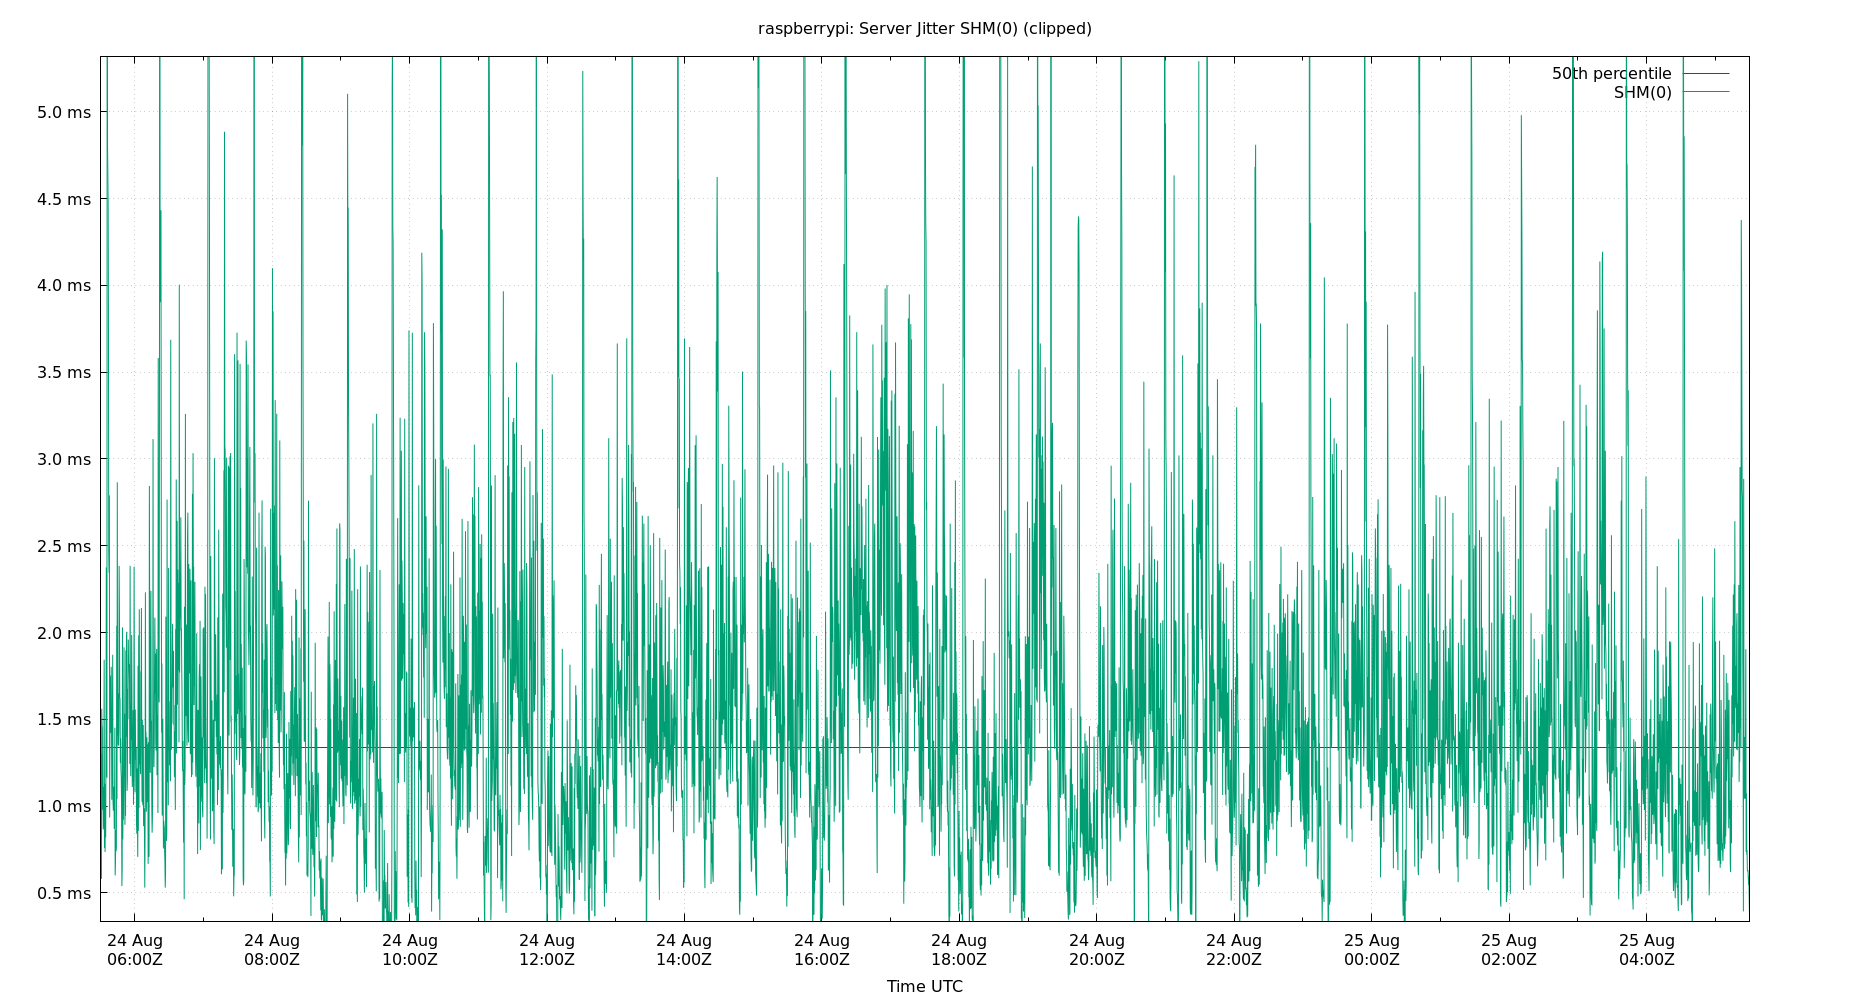 raspberrypi: Server Jitter SHM(0) (clipped)
50th percentile
SHM(0)
5.0 ms
4.5 ms
4.0 ms
3.5 ms
3.0 ms
2.5 ms
2.0 ms
1.5 ms
1.0 ms
0.5 ms
24 Aug 24 Aug 24 Aug 24 Aug 24 Aug 24 Aug 24 Aug 24 Aug 24 Aug 25 Aug 25 Aug 25 Aug
06:00Z 08:00Z 10:00Z 12:00Z 14:00Z 16:00Z 18:00Z 20:00Z 22:00Z 00:00Z 02:00Z 04:00Z
Time UTC